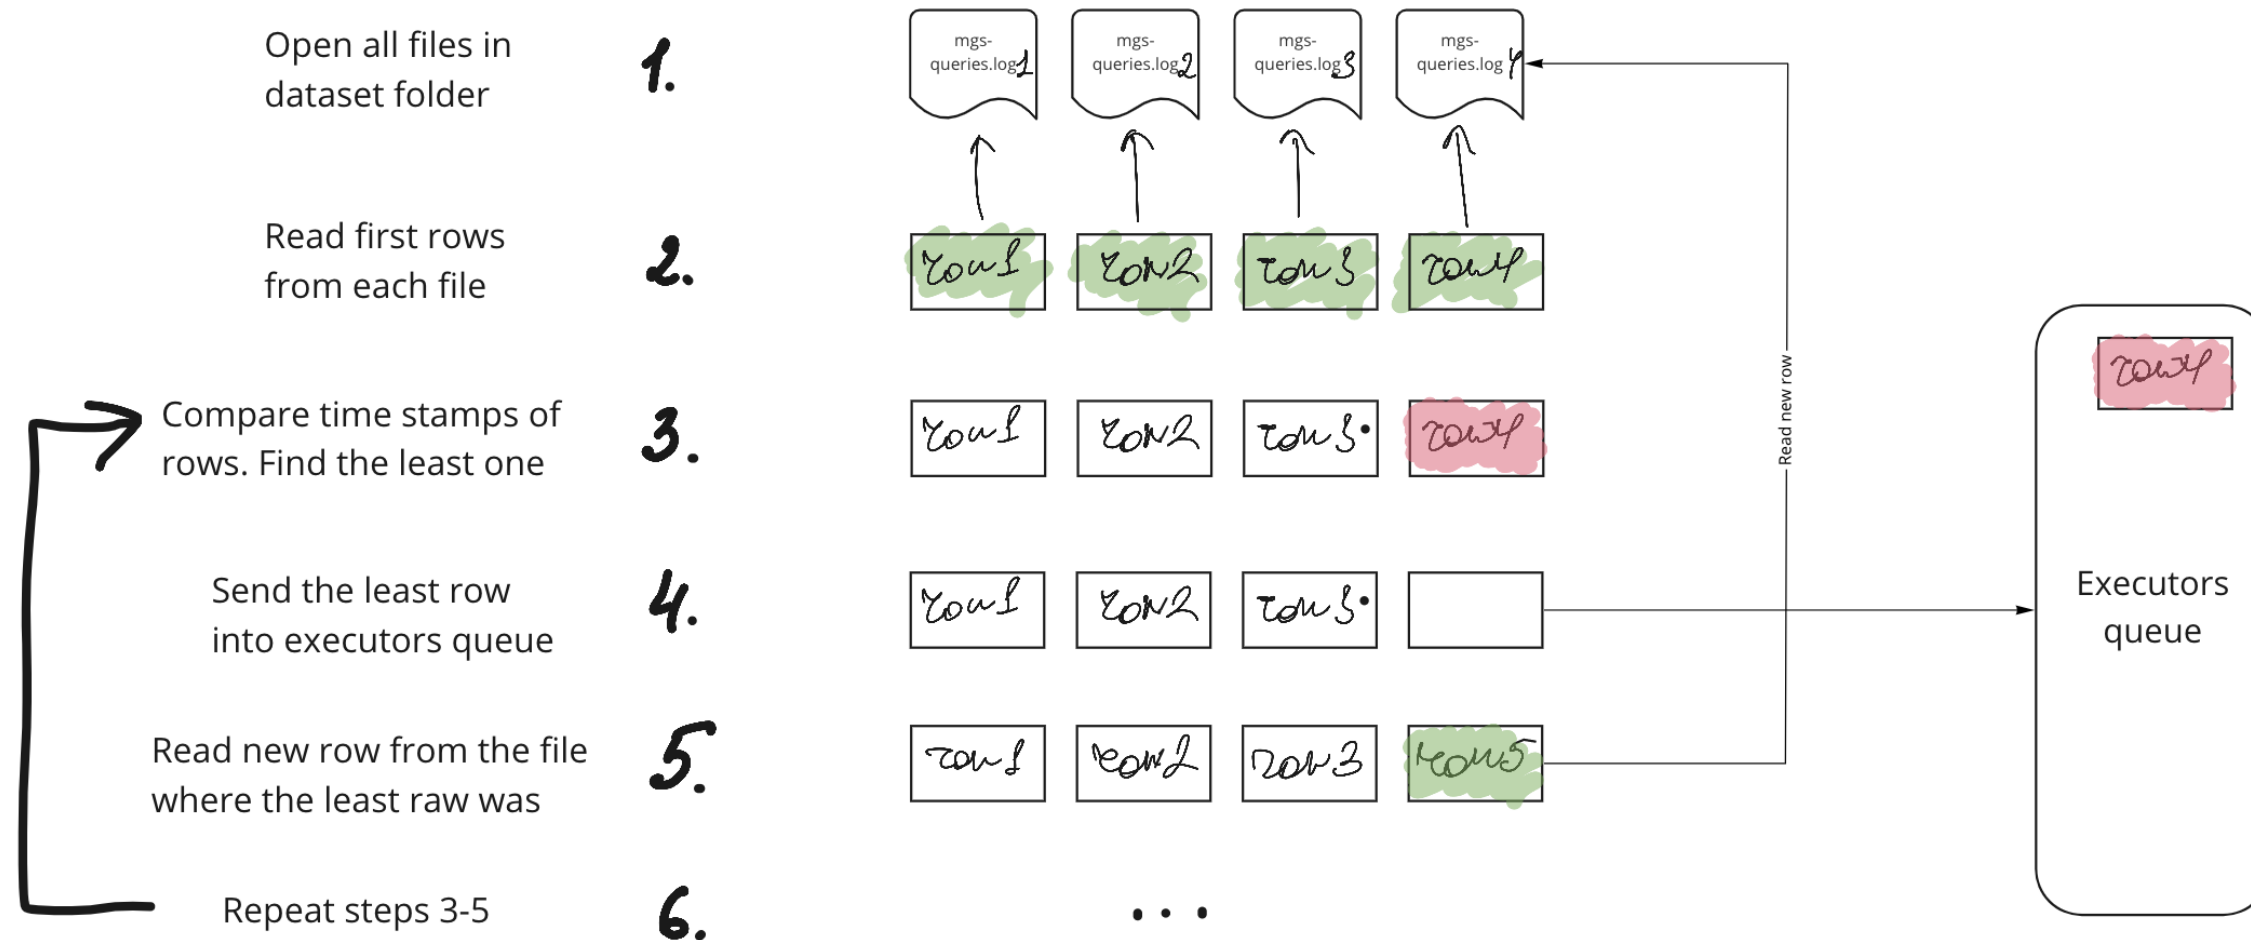 Open all files in
dataset folder
1.
mgs-
queries.log1
mgs-
queries.log2
mgs-
queries.log3
mgs-
queries.log4
Read first rows
from each file
2.
row1
row2
row3
row4
Compare time stamps of
rows. Find the least one
3.
row1
row2
row3
row4
Read new row
row4
Send the least row
into executors queue
4.
row1
row2
row3
Executors
queue
Read new row from the file
where the least raw was
5.
row1
row2
row3
row5
Repeat steps 3-5
6.
...